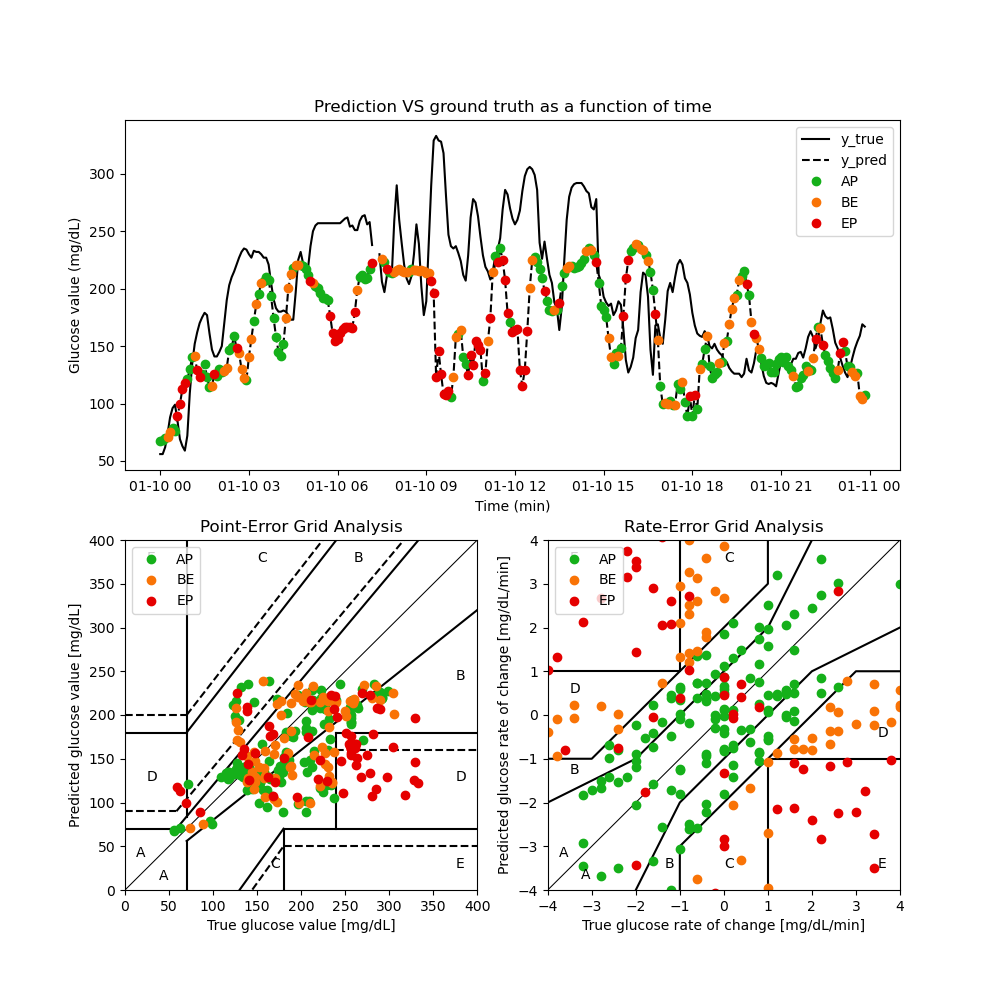 Prediction VS ground truth as a function of time
Glucose value (mg/dL)
300
250
200
150
100
50
y_true
y_pred
AP
BE
EP
01-10 00 01-10 03 01-10 06 01-10 09 01-10 12 01-10 15 01-10 18 01-10 21 01-11 00
Time (min)
Point-Error Grid Analysis
Predicted glucose value [mg/dL]
400
350
300
250
200
150
100
50
0
AP
BE
EP
C
B
B
D
D
A
A
C
E
0 50 100 150 200 250 300 350 400
True glucose value [mg/dL]
Rate-Error Grid Analysis
Predicted glucose rate of change [mg/dL/min]
4
3
2
1
0
−1
−2
−3
−4
AP
BE
EP
C
D
D
B
A
A
B
C
E
−4 −3 −2 −1 0 1 2 3 4
True glucose rate of change [mg/dL/min]